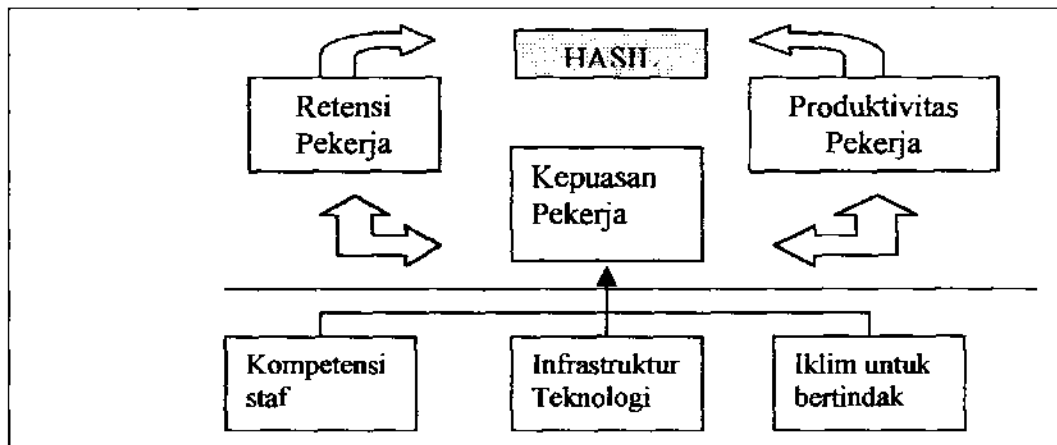 HASIL
Retensi
Pekerja
Produktivitas
Pekerja
Kepuasan
Pekerja
Kompetensi
staf
Infrastruktur
Teknologi
Iklim untuk
bertindak